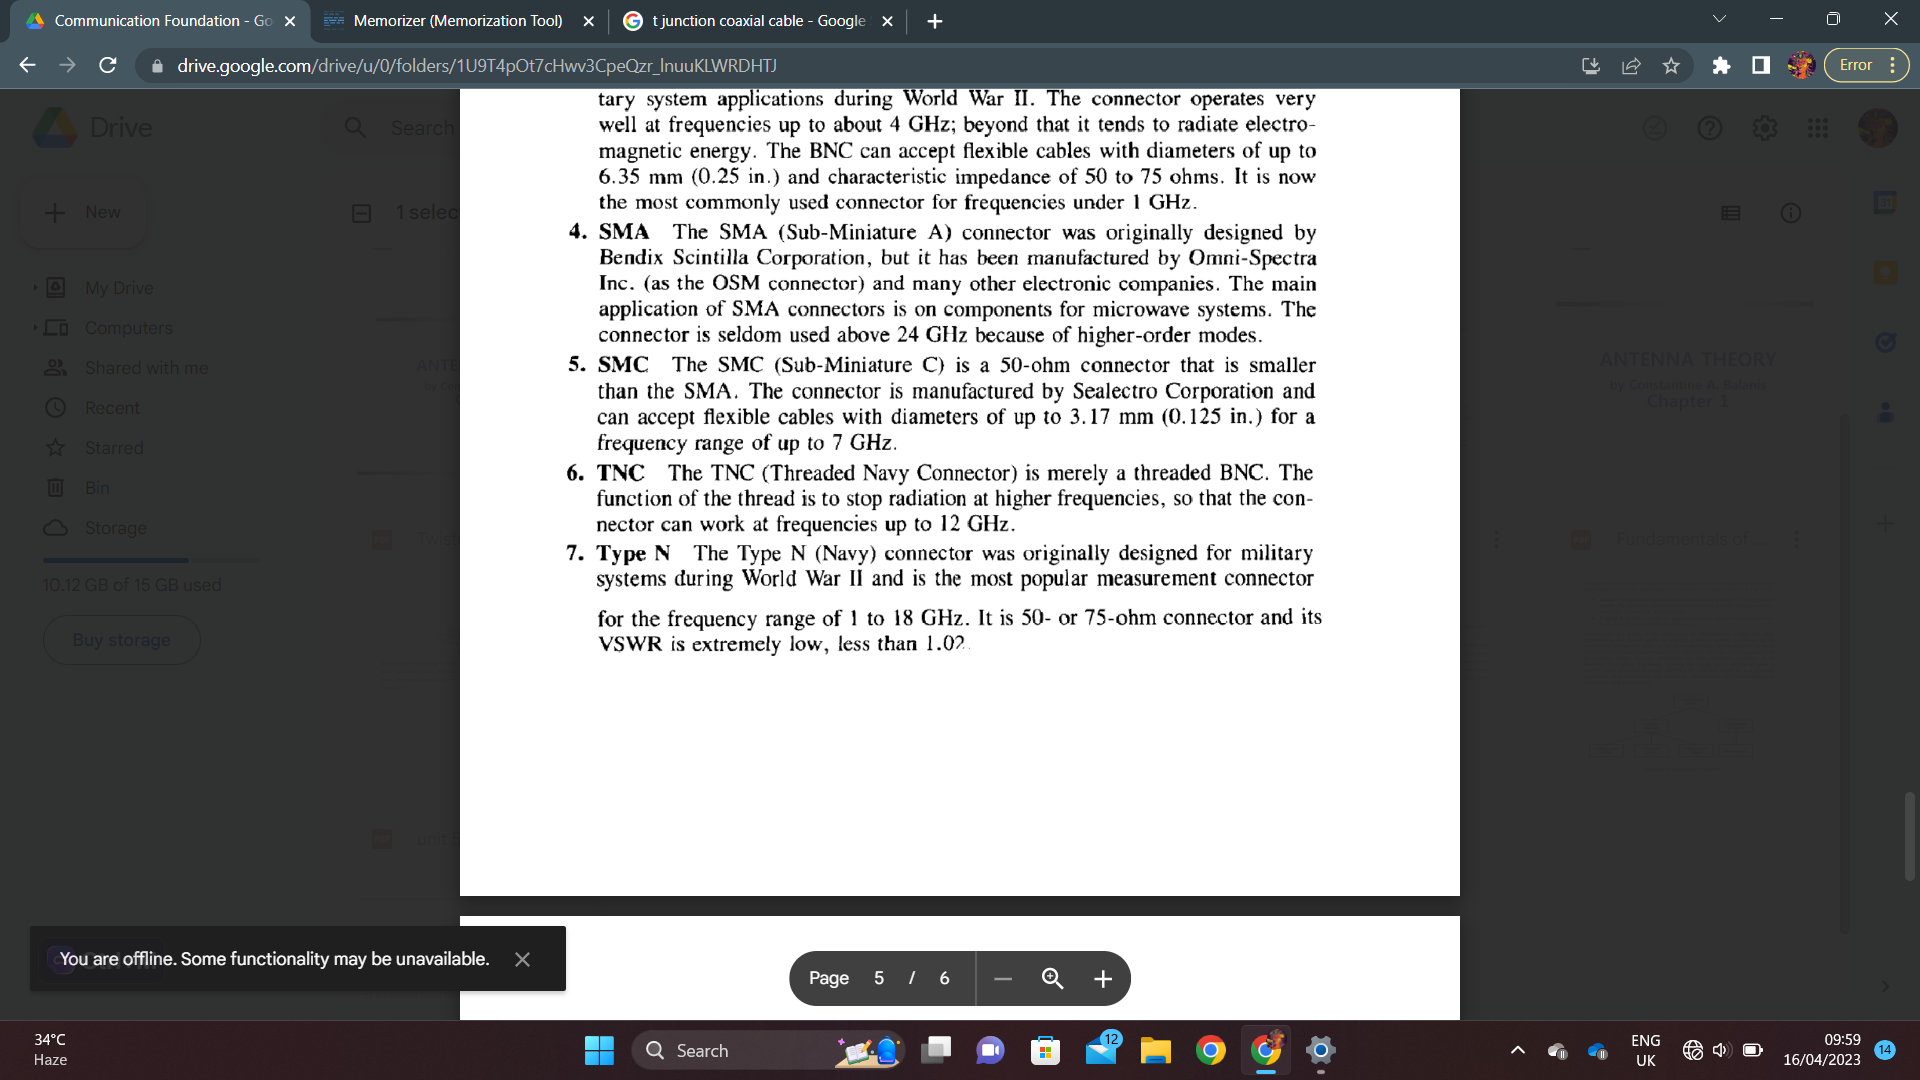 Communication Foundation - Go
Memorizer (Memorization Tool)
t junction coaxial cable - Google
drive.google.com/drive/u/0/folders/1U9T4pOt7cHwv3CpeQzr_lnuuKLWRDHTJ
Error
Drive
Search
New
1 selec
My Drive
Computers
Shared with me
Recent
Starred
Bin
Storage
10.12 GB of 15 GB used
Buy storage
tary system applications during World War II. The connector operates very
well at frequencies up to about 4 GHz; beyond that it tends to radiate electro-
magnetic energy. The BNC can accept flexible cables with diameters of up to
6.35 mm (0.25 in.) and characteristic impedance of 50 to 75 ohms. It is now
the most commonly used connector for frequencies under 1 GHz.
4. SMA The SMA (Sub-Miniature A) connector was originally designed by
Bendix Scintilla Corporation, but it has been manufactured by Omni-Spectra
Inc. (as the OSM connector) and many other electronic companies. The main
application of SMA connectors is on components for microwave systems. The
connector is seldom used above 24 GHz because of higher-order modes.
5. SMC The SMC (Sub-Miniature C) is a 50-ohm connector that is smaller
than the SMA. The connector is manufactured by Sealectro Corporation and
can accept flexible cables with diameters of up to 3.17 mm (0.125 in.) for a
frequency range of up to 7 GHz.
6. TNC The TNC (Threaded Navy Connector) is merely a threaded BNC. The
function of the thread is to stop radiation at higher frequencies, so that the con-
nector can work at frequencies up to 12 GHz.
7. Type N The Type N (Navy) connector was originally designed for military
systems during World War II and is the most popular measurement connector
for the frequency range of 1 to 18 GHz. It is 50- or 75-ohm connector and its
VSWR is extremely low, less than 1.02.
ANTE
ANTENNA THEORY
by Constantine A. Balanis
Chapter 1
Twist
Fundamentals of ...
unit
You are offline. Some functionality may be unavailable.
Page 5 / 6
34°C
Haze
Search
12
ENG
UK
09:59
16/04/2023
14